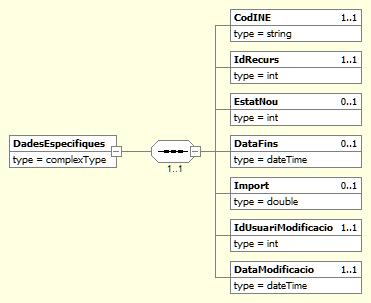 CodINE 1..1
type = string
IdRecurs 1..1
type = int
EstatNou 0..1
type = int
DadesEspecifiques
type = complexType
1..1
DataFins 0..1
type = dateTime
Import 0..1
type = double
IdUsuariModificacio 1..1
type = int
DataModificacio 1..1
type = dateTime